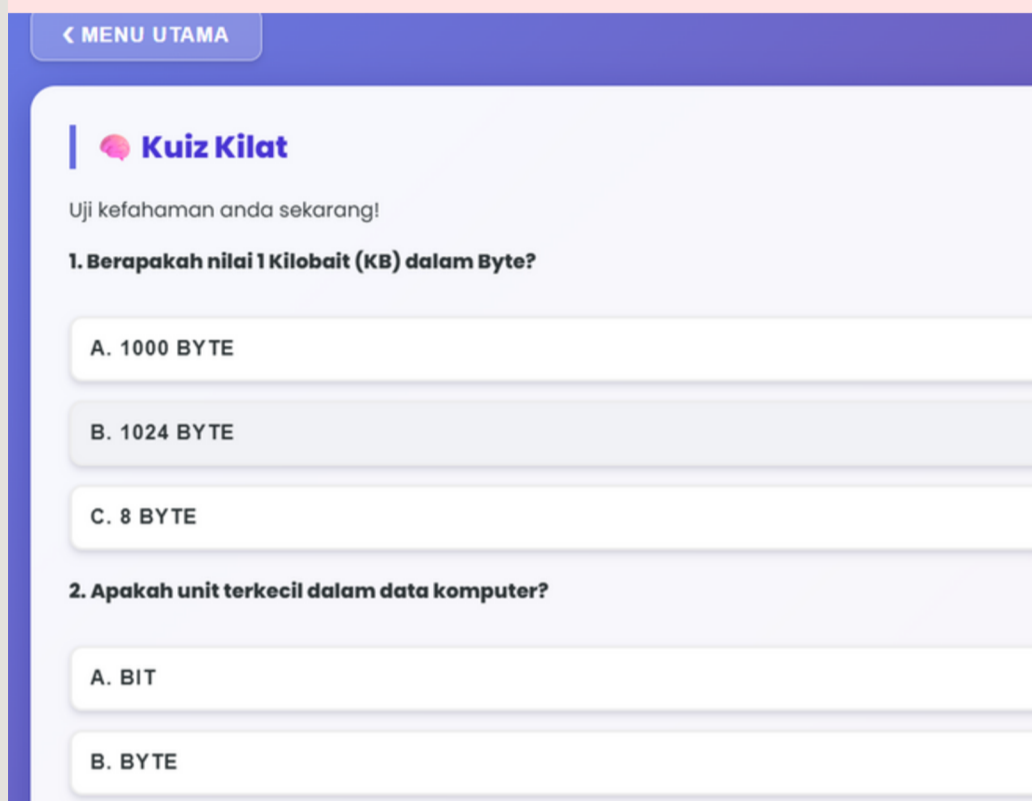 ❮ MENU UTAMA
🧠 Kuiz Kilat
Uji kefahaman anda sekarang!
1. Berapakah nilai 1 Kilobait (KB) dalam Byte?
A. 1000 BYTE
B. 1024 BYTE
C. 8 BYTE
2. Apakah unit terkecil dalam data komputer?
A. BIT
B. BYTE